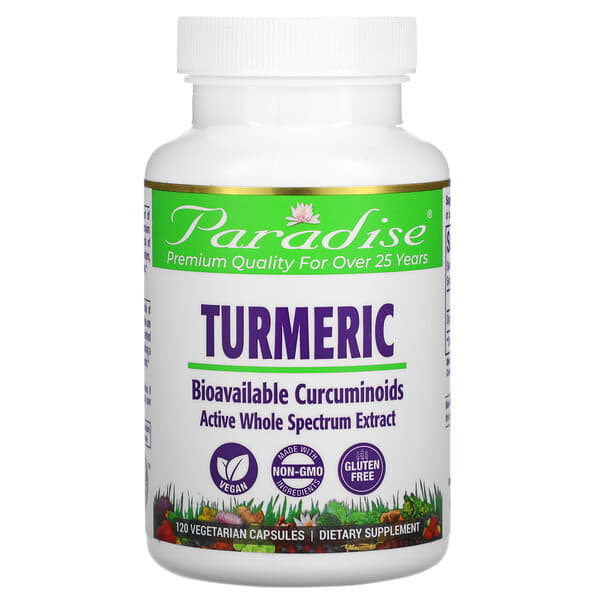 Paradise®
Premium Quality For Over 25 Years
TURMERIC
Bioavailable Curcuminoids
Active Whole Spectrum Extract
VEGAN
MADE WITH
NON-GMO
INGREDIENTS
GLUTEN
FREE
120 VEGETARIAN CAPSULES | DIETARY SUPPLEMENT